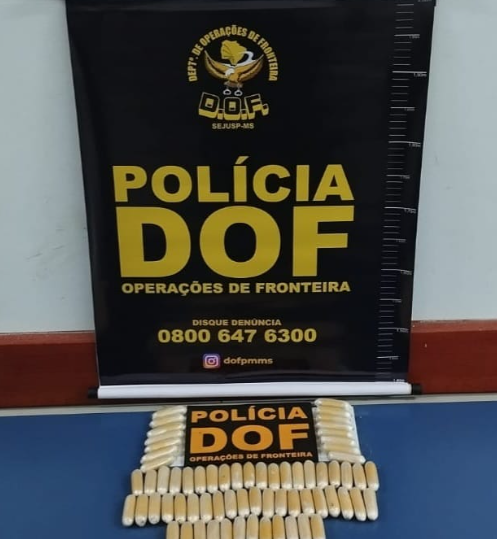 DEPTº. DE OPERAÇÕES DE FRONTEIRA
D.O.F.
SEJUSP-MS
POLÍCIA
DOF
OPERAÇÕES DE FRONTEIRA
DISQUE DENÚNCIA
0800 647 6300
dofpmms
POLÍCIA
DOF
OPERAÇÕES DE FRONTEIRA